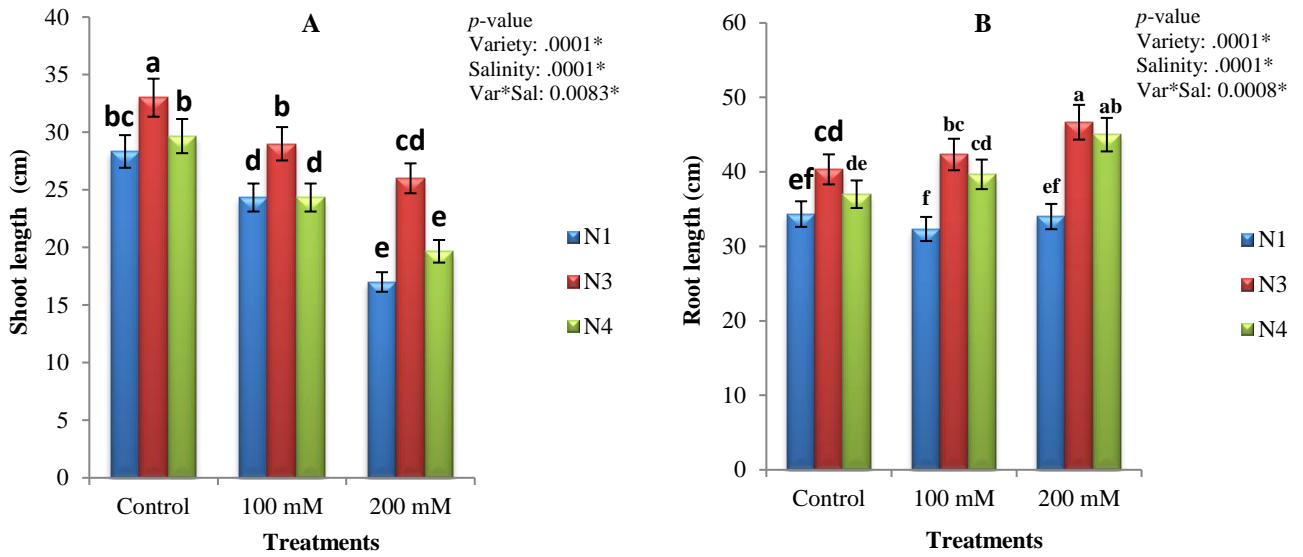 A
p-value
Variety: .0001*
Salinity: .0001*
Var*Sal: 0.0083*
Shoot length (cm)
40
35
30
25
20
15
10
5
0
bc
a
b
d
b
d
e
cd
e
Control
100 mM
200 mM
Treatments
N1
N3
N4
B
p-value
Variety: .0001*
Salinity: .0001*
Var*Sal: 0.0008*
Root length (cm)
60
50
40
30
20
10
0
ef
cd
de
f
bc
cd
ef
a
ab
Control
100 mM
200 mM
Treatments
N1
N3
N4